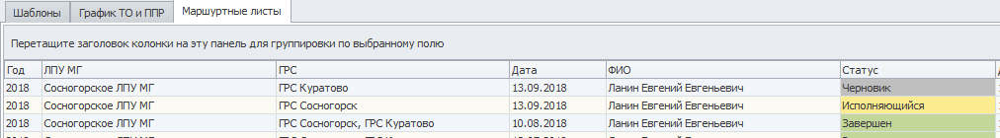 Шаблоны График ТО и ППР Маршрутные листы
Перетащите заголовок колонки на эту панель для группировки по выбранному полю
Год ЛПУ МГ ГРС Дата ФИО Статус
2018 Сосногорское ЛПУ МГ ГРС Куратово 13.09.2018 Ланин Евгений Евгеньевич Черновик
2018 Сосногорское ЛПУ МГ ГРС Сосногорск 13.09.2018 Ланин Евгений Евгеньевич Исполняющийся
2018 Сосногорское ЛПУ МГ ГРС Сосногорск, ГРС Куратово 10.08.2018 Ланин Евгений Евгеньевич Завершен